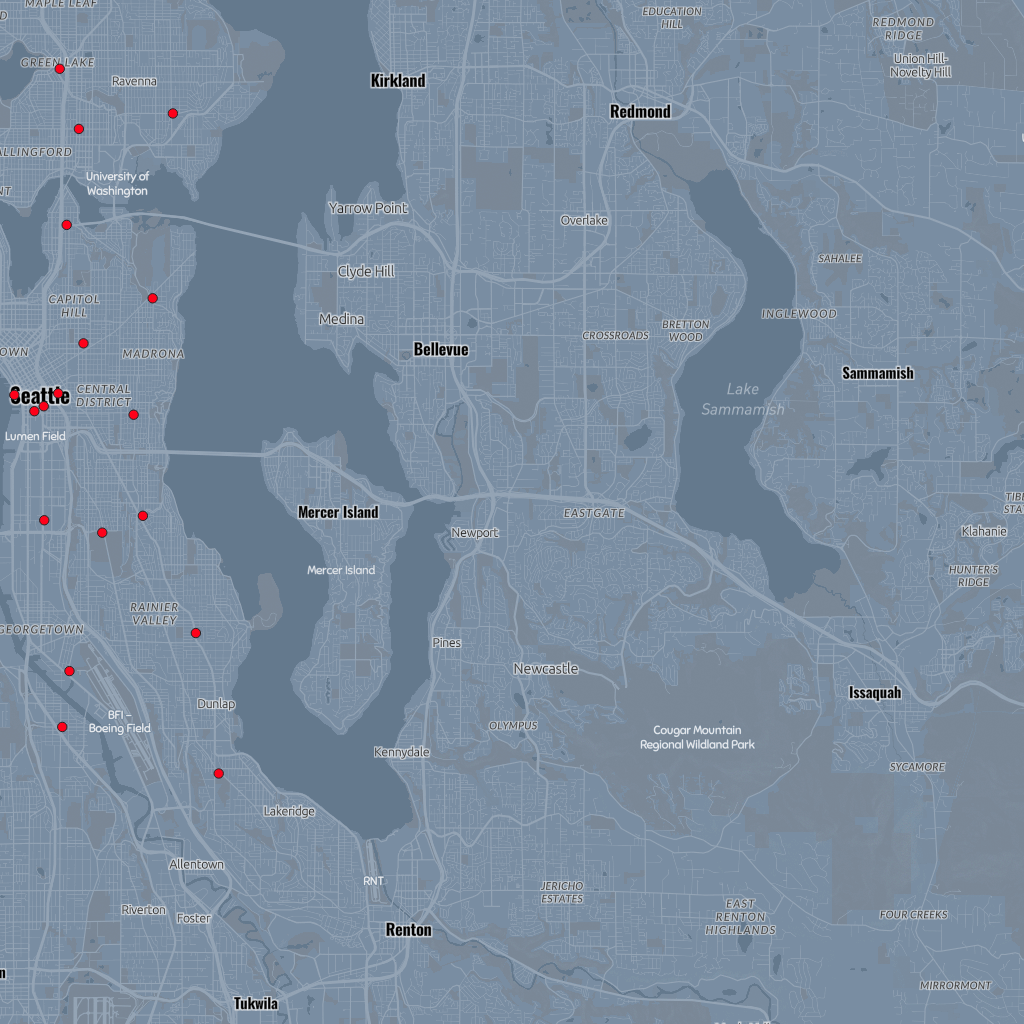 MAPLE LEAF
EDUCATION
HILL
REDMOND
RIDGE
GREEN LAKE
Union Hill-
Novelty Hill
Ravenna
Kirkland
Redmond
ALLINGFORD
University of
Washington
NT
Yarrow Point
Overlake
SAHALEE
Clyde Hill
CAPITOL
HILL
INGLEWOOD
Medina
BRETTON
WOOD
CROSSROADS
OWN
MADRONA
Bellevue
Sammamish
Seattle
CENTRAL
DISTRICT
Lake
Sammamish
Lumen Field
Mercer Island
EASTGATE
Newport
Klahanie
Mercer Island
HUNTER'S
RIDGE
RAINIER
VALLEY
GEORGETOWN
Pines
Newcastle
Issaquah
Dunlap
BFI –
Boeing Field
OLYMPUS
Cougar Mountain
Regional Wildland Park
Kennydale
SYCAMORE
Lakeridge
Allentown
RNT
JERICHO
ESTATES
Riverton
Foster
EAST
RENTON
HIGHLANDS
FOUR CREEKS
Renton
n
MIRRORMONT
Tukwila